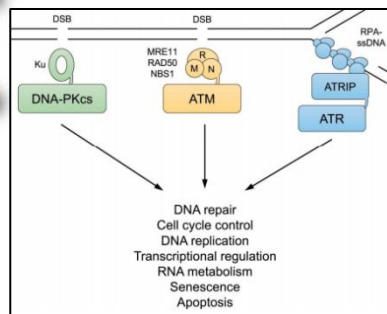 DSB
DSB
RPA-
ssDNA
Ku
MRE11
RAD50
NBS1
R
M N
DNA-PKcs
ATM
ATRIP
ATR
DNA repair
Cell cycle control
DNA replication
Transcriptional regulation
RNA metabolism
Senescence
Apoptosis